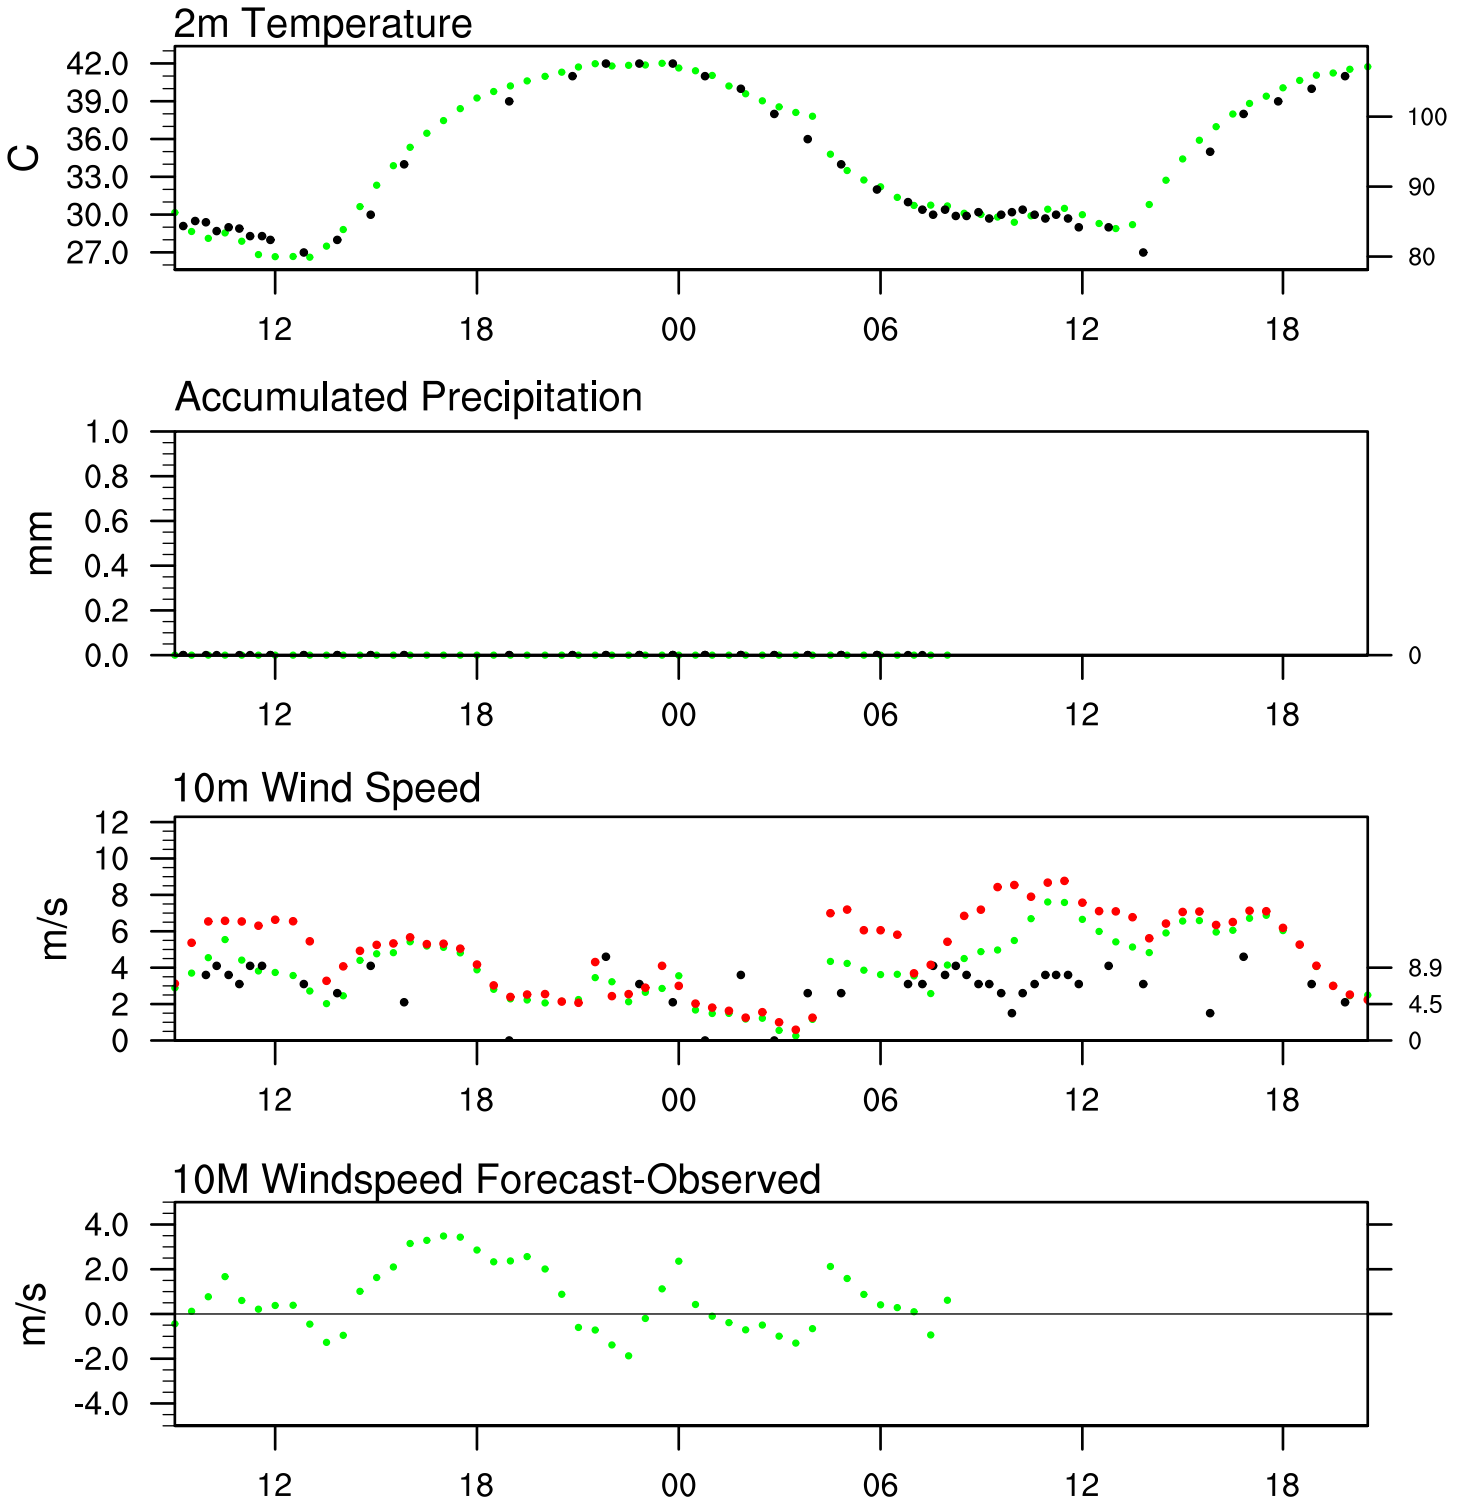 2m Temperature
42.0
39.0
36.0
33.0
30.0
27.0
C
100
90
80
12 18 00 06 12 18
Accumulated Precipitation
1.0
0.8
0.6
0.4
0.2
0.0
mm
0
12 18 00 06 12 18
10m Wind Speed
12
10
8
6
4
2
0
m/s
8.9
4.5
0
12 18 00 06 12 18
10M Windspeed Forecast-Observed
4.0
2.0
0.0
-2.0
-4.0
m/s
12 18 00 06 12 18